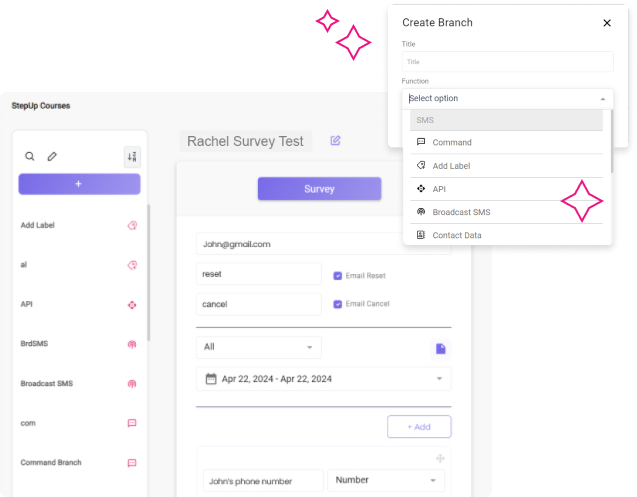 Create Branch
Title
Title
Function
Select option
SMS
Command
Add Label
API
Broadcast SMS
Contact Data
StepUp Courses
+
Add Label
al
API
BrdSMS
Broadcast SMS
com
Command Branch
Rachel Survey Test
Survey
John@gmail.com
reset
Email Reset
cancel
Email Cancel
All
Apr 22, 2024 - Apr 22, 2024
+ Add
John's phone number
Number